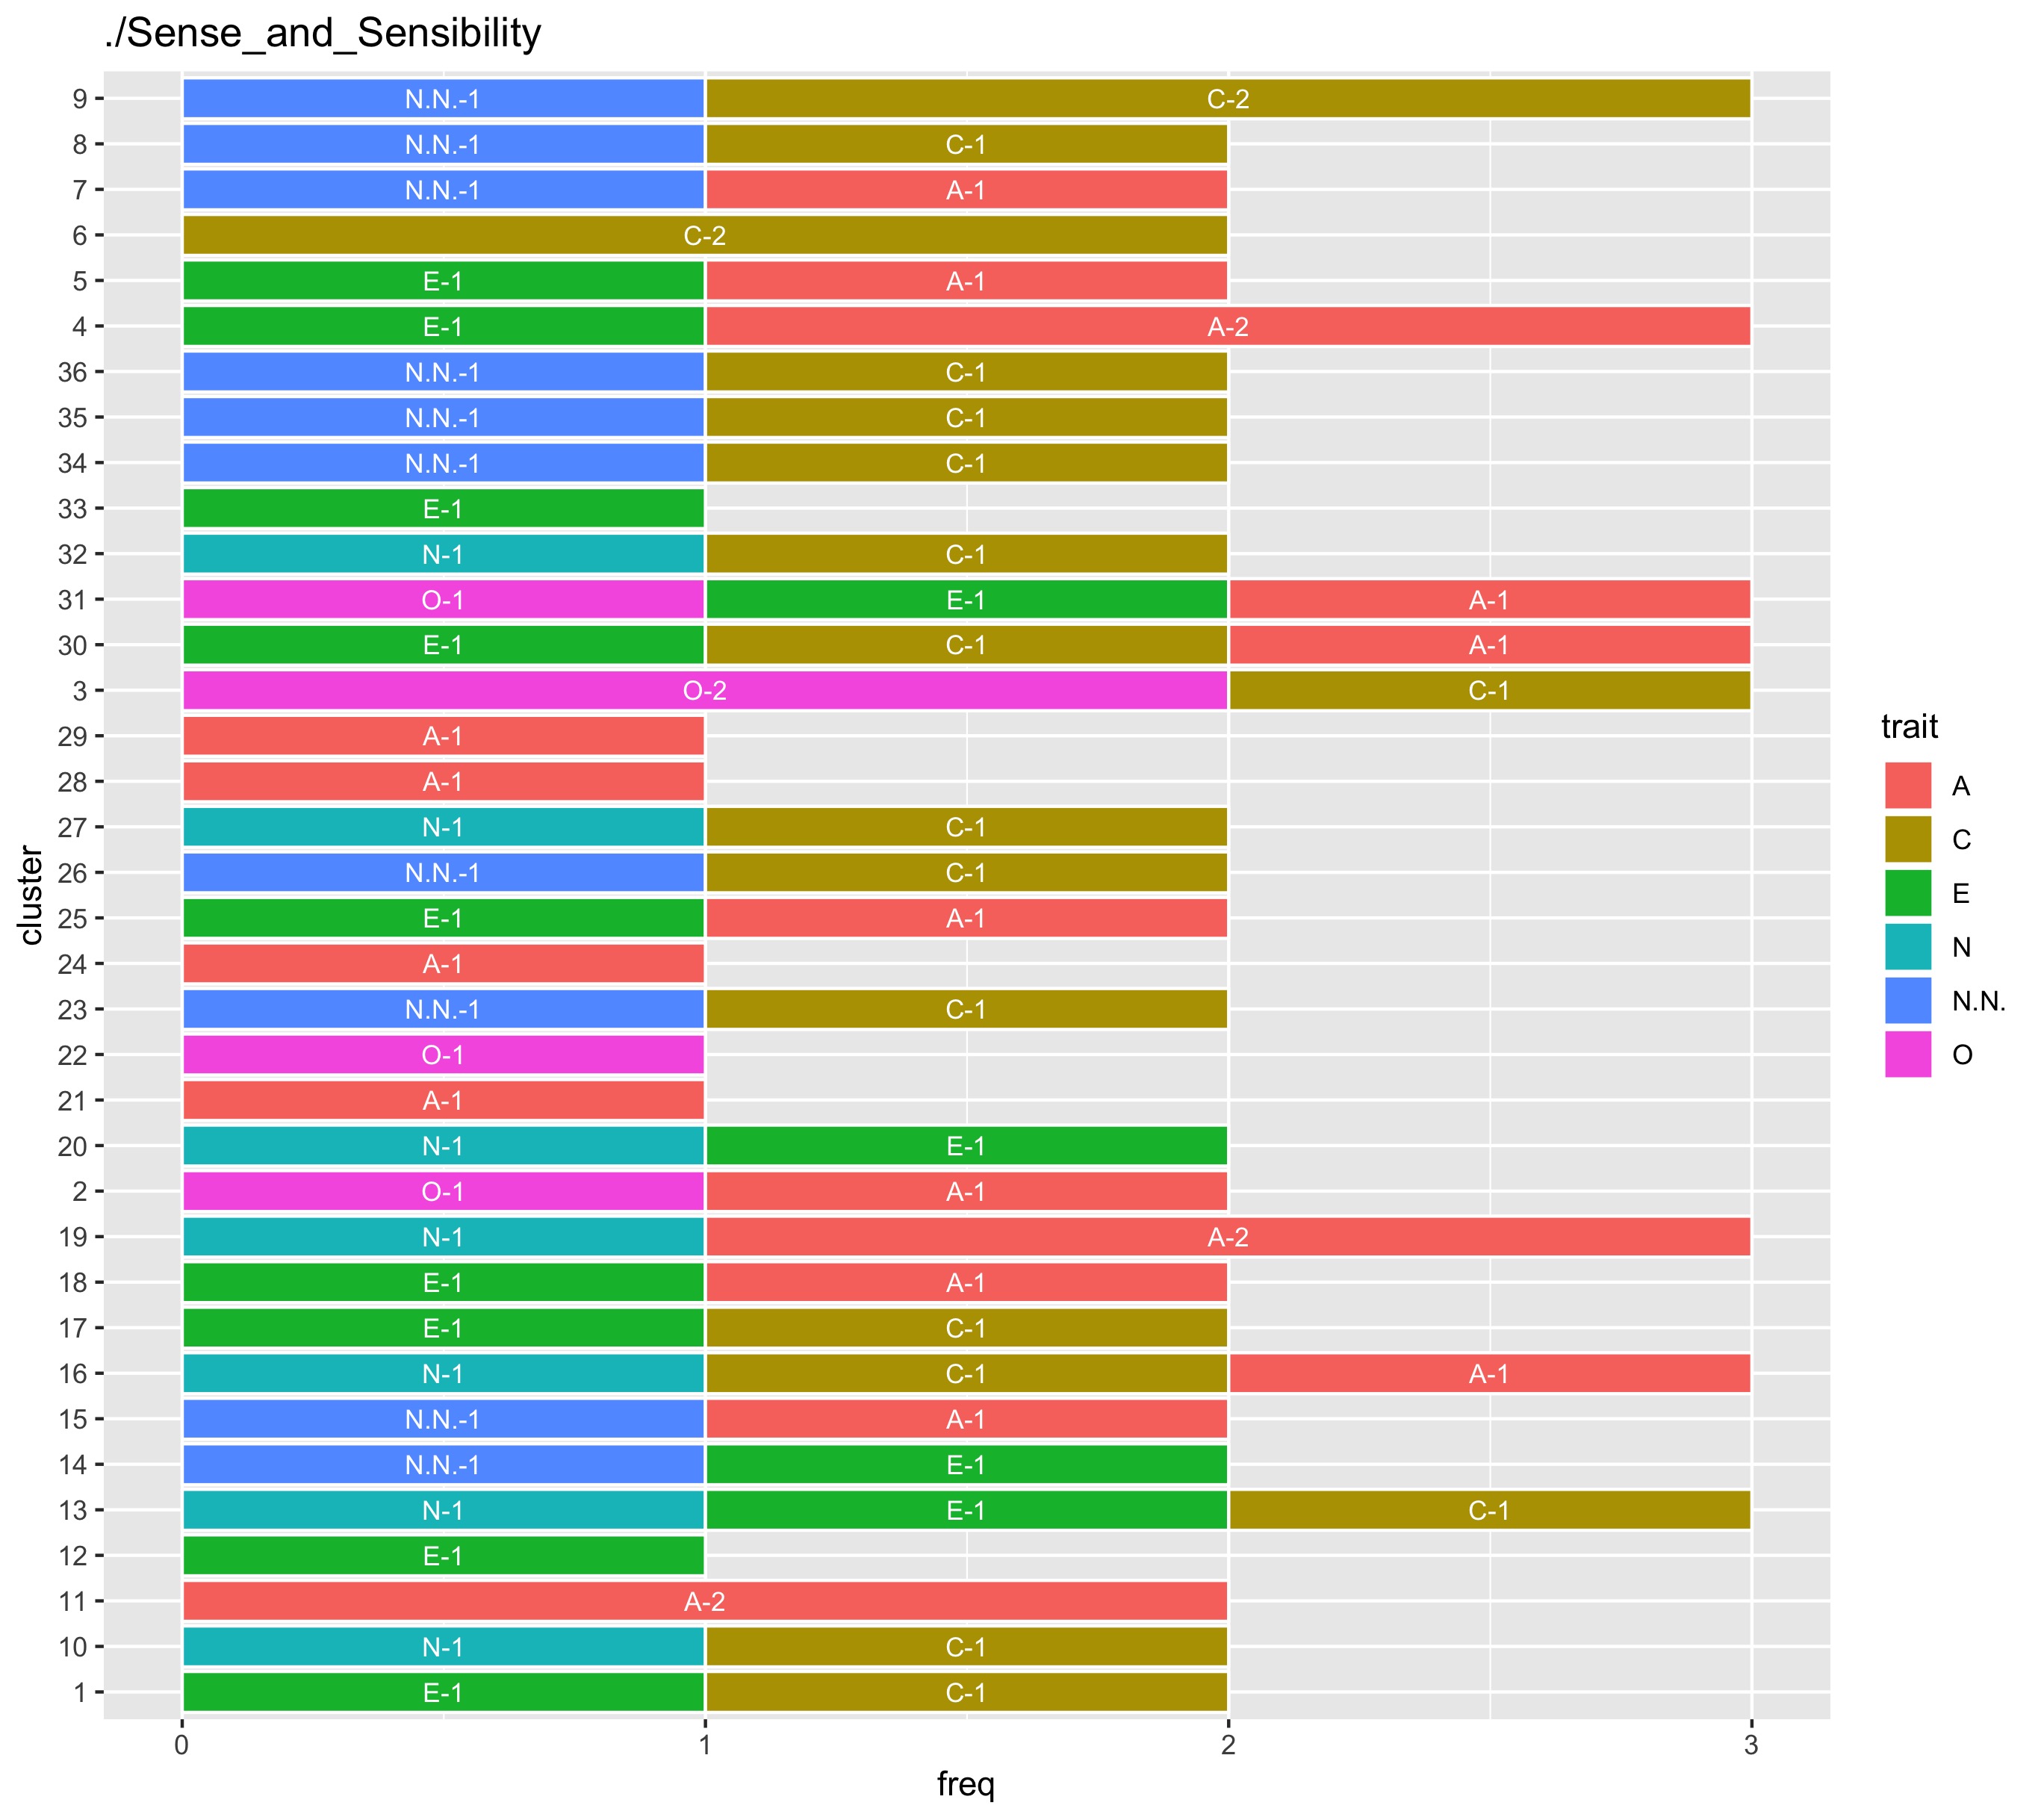 ./Sense_and_Sensibility
9 N.N.-1 C-2
8 N.N.-1 C-1
7 N.N.-1 A-1
6 C-2
5 E-1 A-1
4 E-1 A-2
36 N.N.-1 C-1
35 N.N.-1 C-1
34 N.N.-1 C-1
33 E-1
32 N-1 C-1
31 O-1 E-1 A-1
30 E-1 C-1 A-1
3 O-2 C-1
29 A-1
28 A-1
27 N-1 C-1
26 N.N.-1 C-1
25 E-1 A-1
24 A-1
23 N.N.-1 C-1
22 O-1
21 A-1
20 N-1 E-1
2 O-1 A-1
19 N-1 A-2
18 E-1 A-1
17 E-1 C-1
16 N-1 C-1 A-1
15 N.N.-1 A-1
14 N.N.-1 E-1
13 N-1 E-1 C-1
12 E-1
11 A-2
10 N-1 C-1
1 E-1 C-1
0 1 2 3
freq
cluster
trait
A
C
E
N
N.N.
O